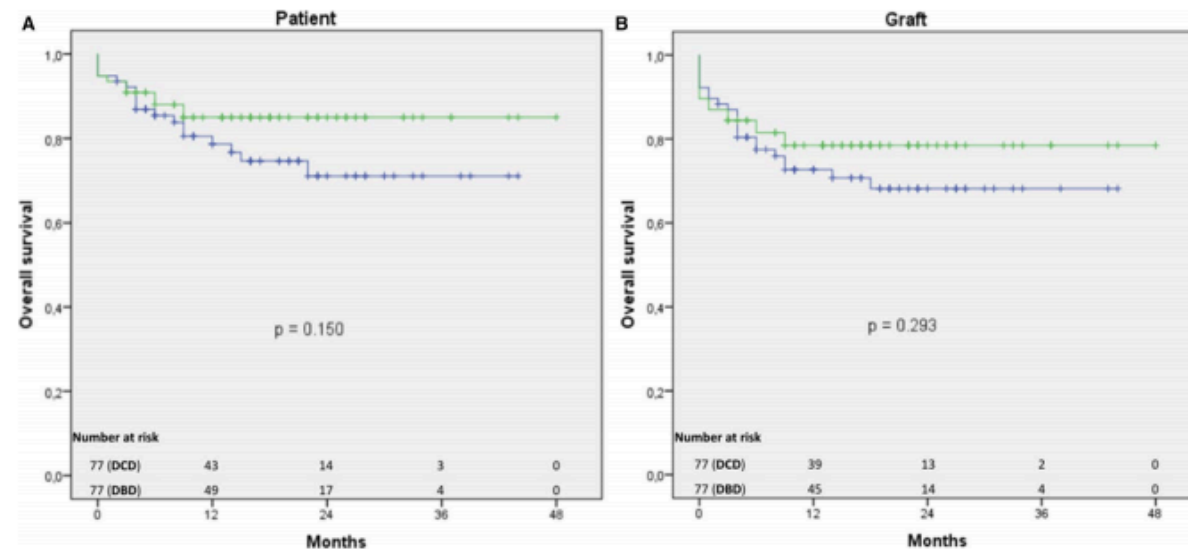 A
Patient
1,0
0,8
0,6
0,4
0,2
0,0
Overall survival
p = 0.150
Number at risk
77 (DCD) 43 14 3 0
77 (DBD) 49 17 4 0
0 12 24 36 48
Months
B
Graft
1,0
0,8
0,6
0,4
0,2
0,0
Overall survival
p = 0.293
Number at risk
77 (DCD) 39 13 2 0
77 (DBD) 45 14 4 0
0 12 24 36 48
Months